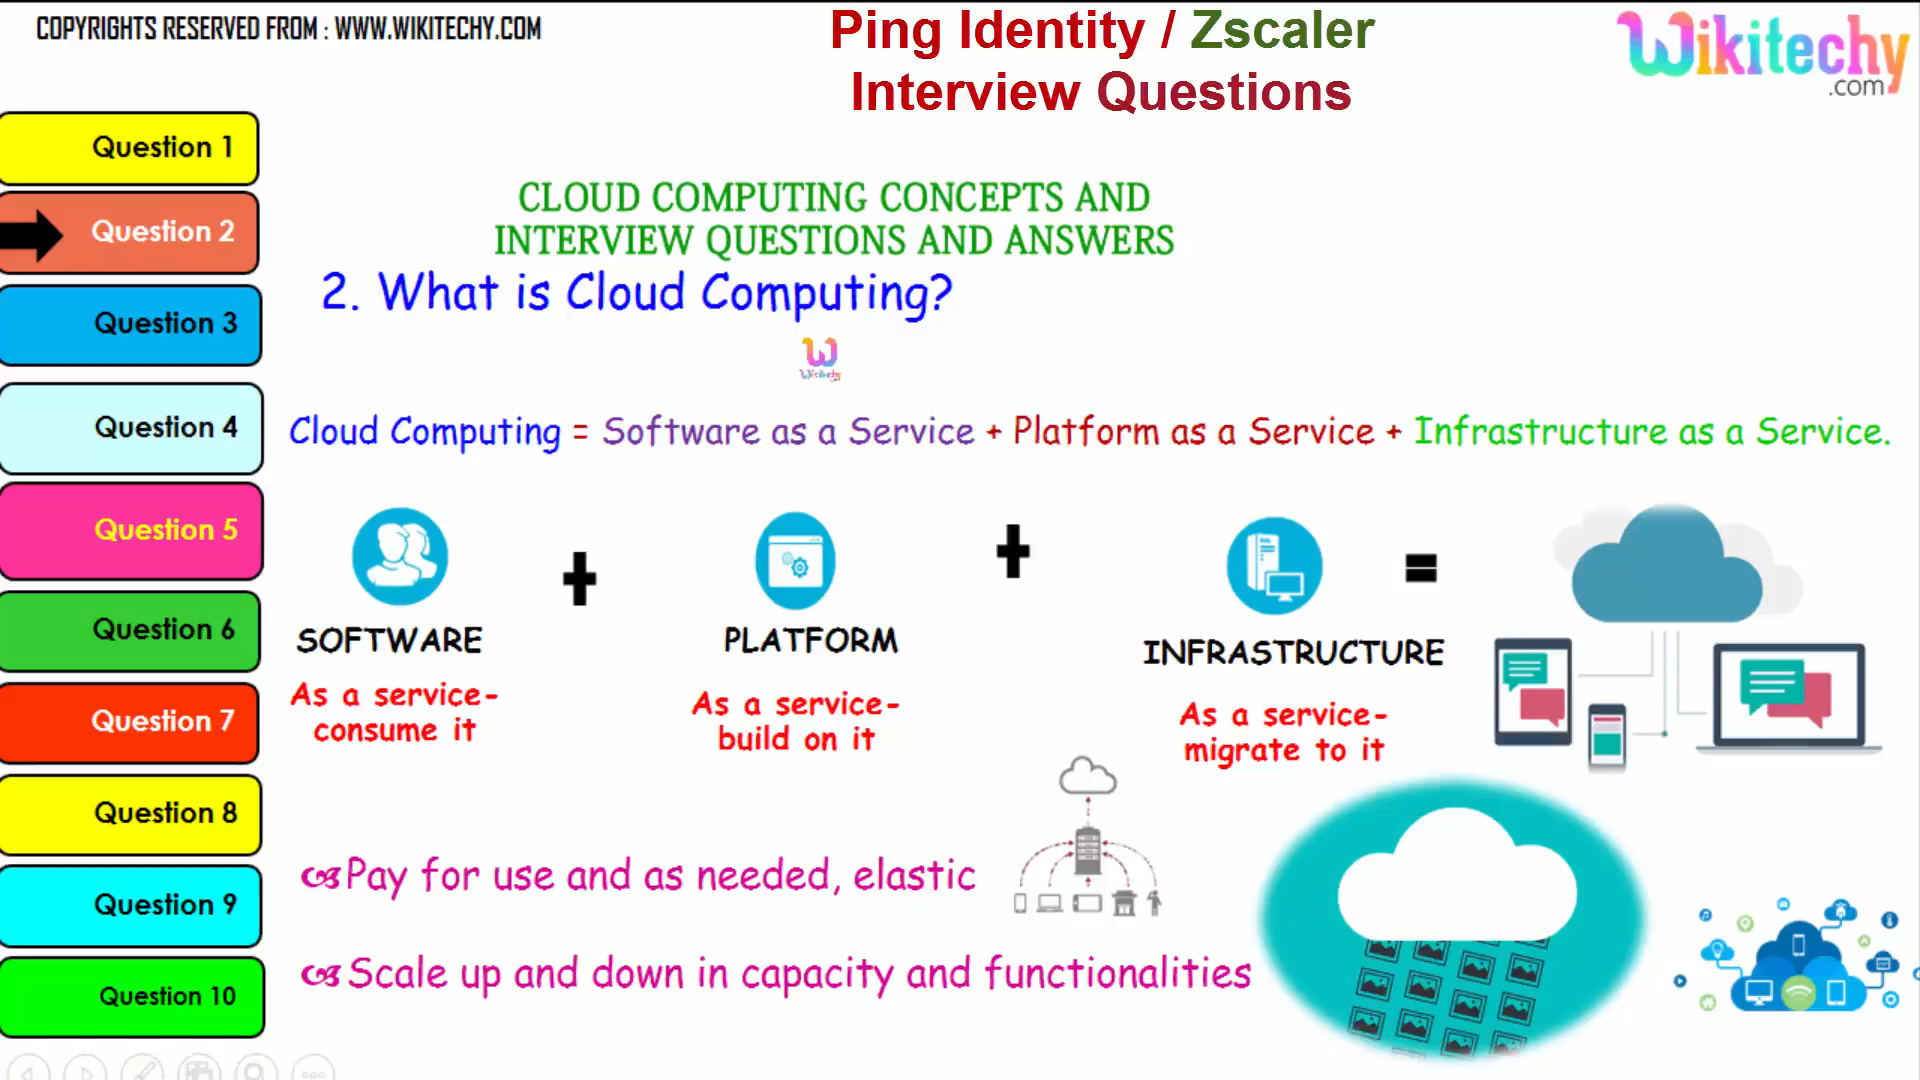 COPYRIGHTS RESERVED FROM : WWW.WIKITECHY.COM
Ping Identity / Zscaler
Interview Questions
Wikitechy
.com
Question 1
Question 2
Question 3
Question 4
Question 5
Question 6
Question 7
Question 8
Question 9
Question 10
CLOUD COMPUTING CONCEPTS AND
INTERVIEW QUESTIONS AND ANSWERS
2. What is Cloud Computing?
W
Wikitechy
Cloud Computing = Software as a Service + Platform as a Service + Infrastructure as a Service.
+
+
=
SOFTWARE
As a service-
consume it
PLATFORM
As a service-
build on it
INFRASTRUCTURE
As a service-
migrate to it
Pay for use and as needed, elastic
Scale up and down in capacity and functionalities